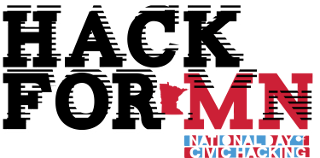 HACK
FOR MN
NATIONAL DAY OF
CIVIC HACKING